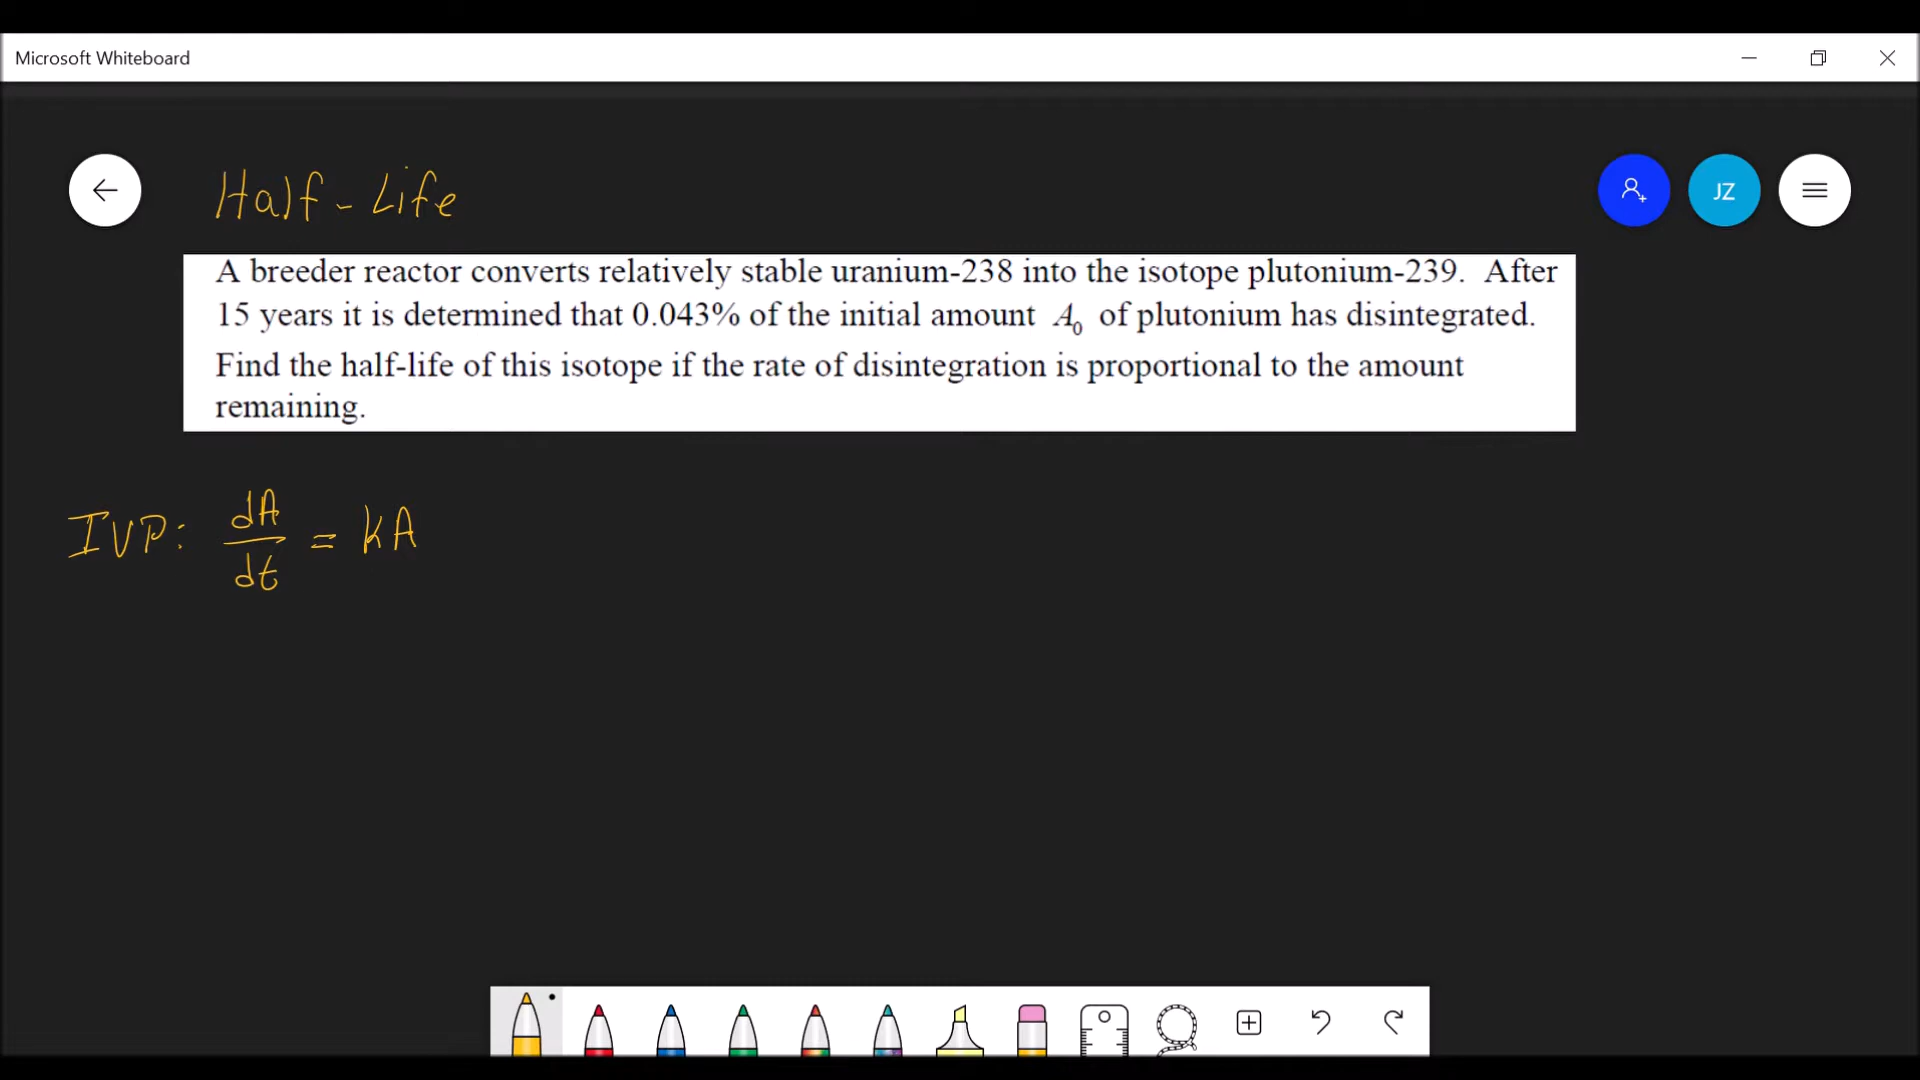 Microsoft Whiteboard
Half-Life
JZ
A breeder reactor converts relatively stable uranium-238 into the isotope plutonium-239. After
15 years it is determined that 0.043% of the initial amount A₀ of plutonium has disintegrated.
Find the half-life of this isotope if the rate of disintegration is proportional to the amount
remaining.
IVP: dA/dt = kA